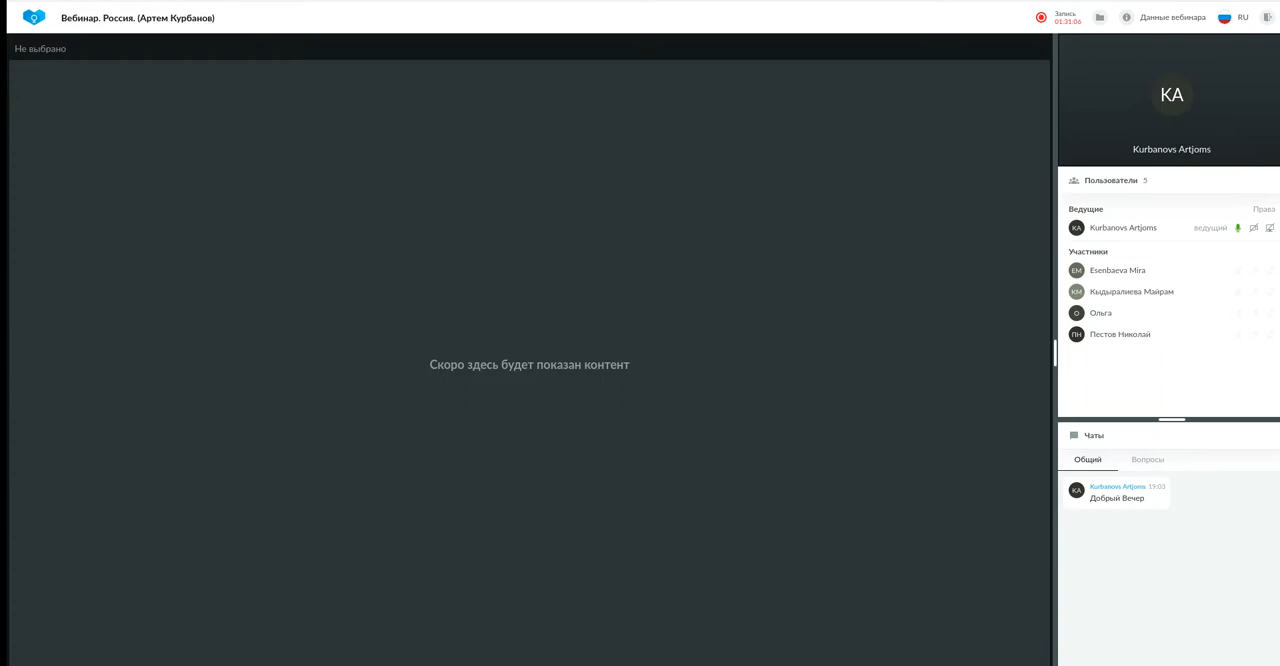 Вебинар. Россия. (Артем Курбанов)
Запись
01:31:06
Данные вебинара
RU
Не выбрано
KA
Kurbanovs Artjoms
Пользователи 5
Ведущие Права
KA Kurbanovs Artjoms ведущий
Участники
EM Esenbaeva Mira
КМ Кыдыралиева Майрам
О Ольга
ПН Пестов Николай
Скоро здесь будет показан контент
Чаты
Общий Вопросы
KA Kurbanovs Artjoms 19:03
Добрый Вечер